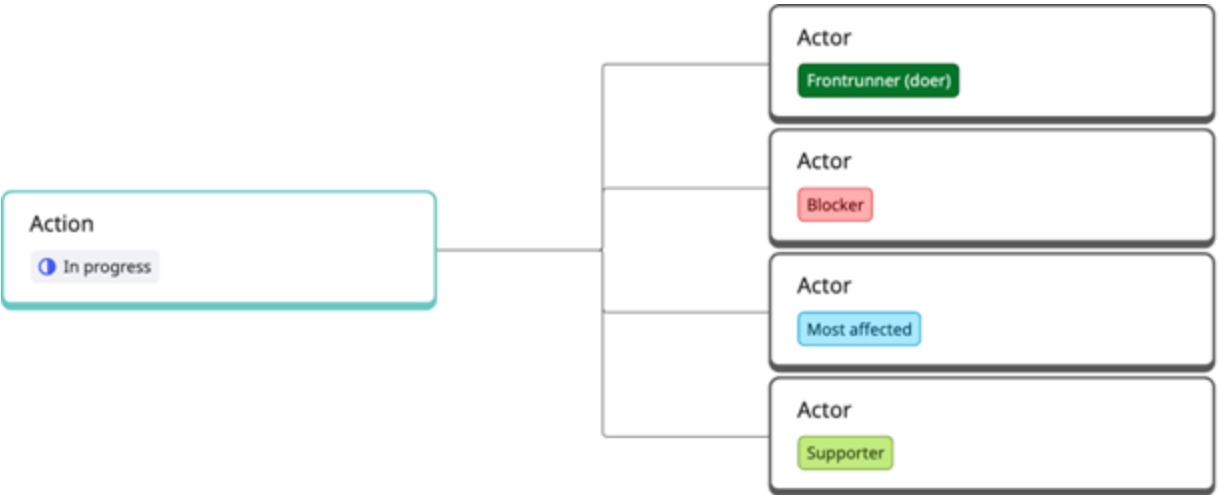 Actor
Frontrunner (doer)
Actor
Blocker
Action
In progress
Actor
Most affected
Actor
Supporter